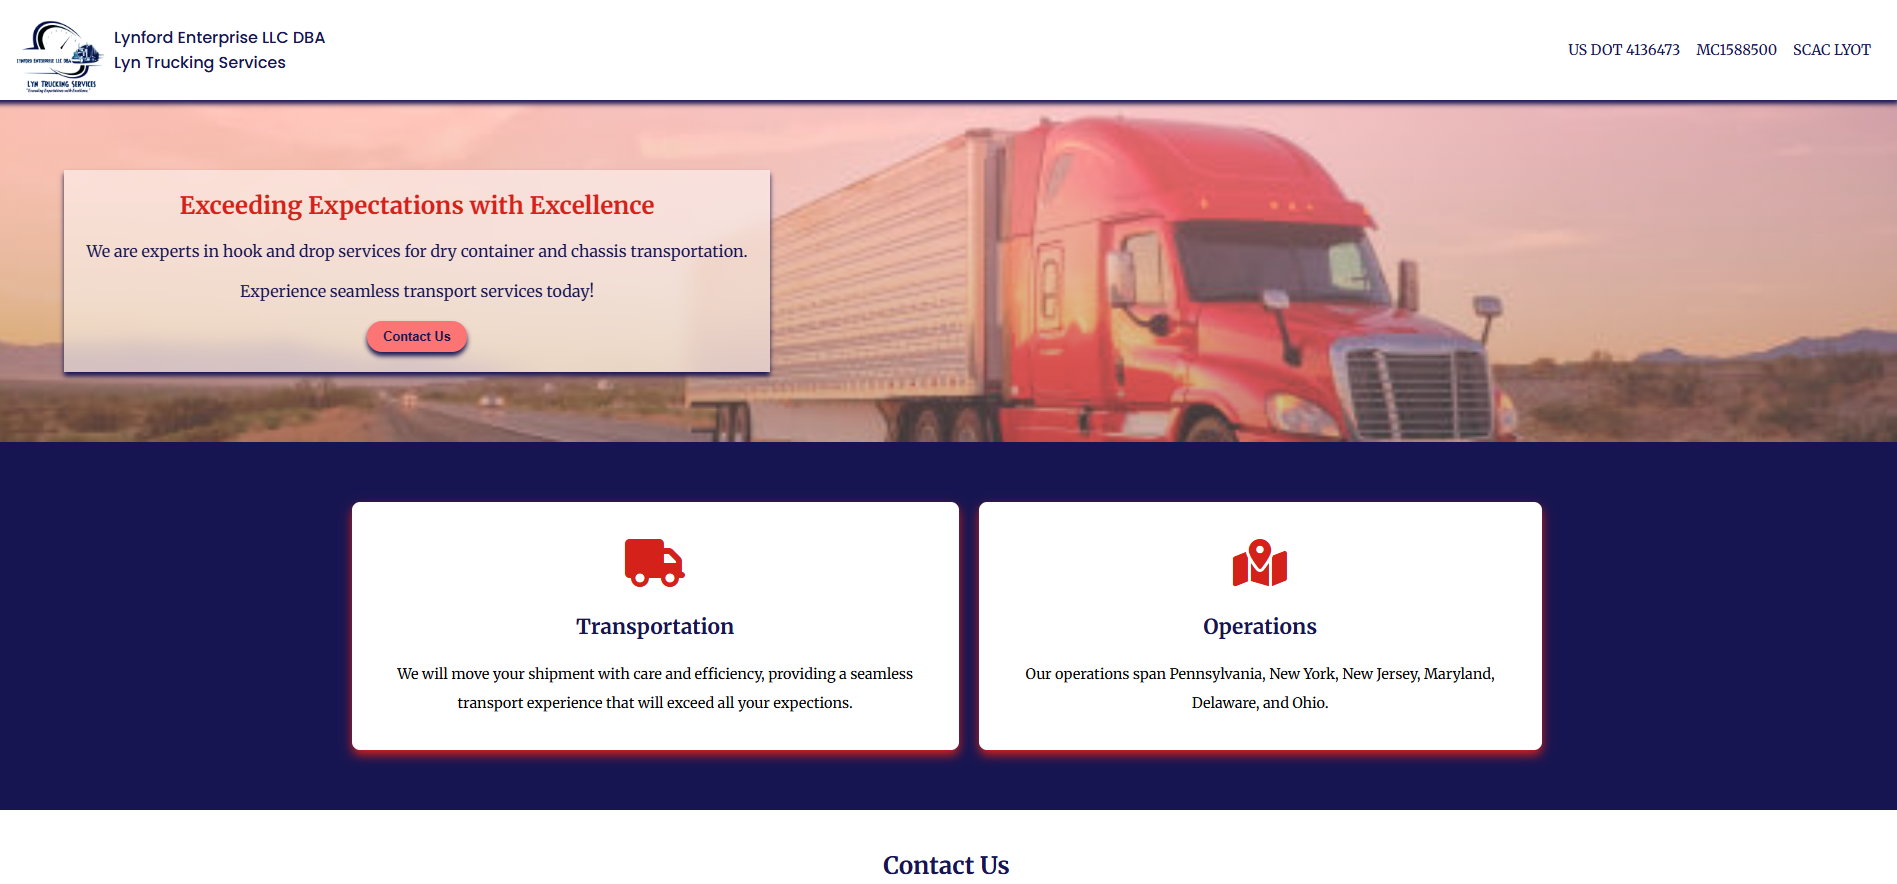 LYNFORD ENTERPRISE LLC DBA
LYN TRUCKING SERVICES
"Exceeding Expectations with Excellence"
Lynford Enterprise LLC DBA
Lyn Trucking Services
US DOT 4136473 MC1588500 SCAC LYOT
Exceeding Expectations with Excellence
We are experts in hook and drop services for dry container and chassis transportation.
Experience seamless transport services today!
Contact Us
Transportation
We will move your shipment with care and efficiency, providing a seamless
transport experience that will exceed all your expections.
Operations
Our operations span Pennsylvania, New York, New Jersey, Maryland,
Delaware, and Ohio.
Contact Us